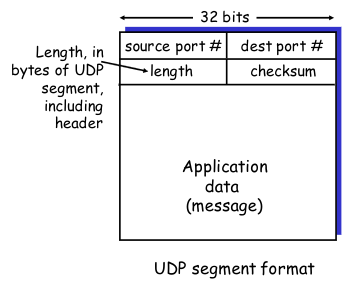 32 bits
source port #
dest port #
length
checksum
Length, in
bytes of UDP
segment,
including
header
Application
data
(message)
UDP segment format